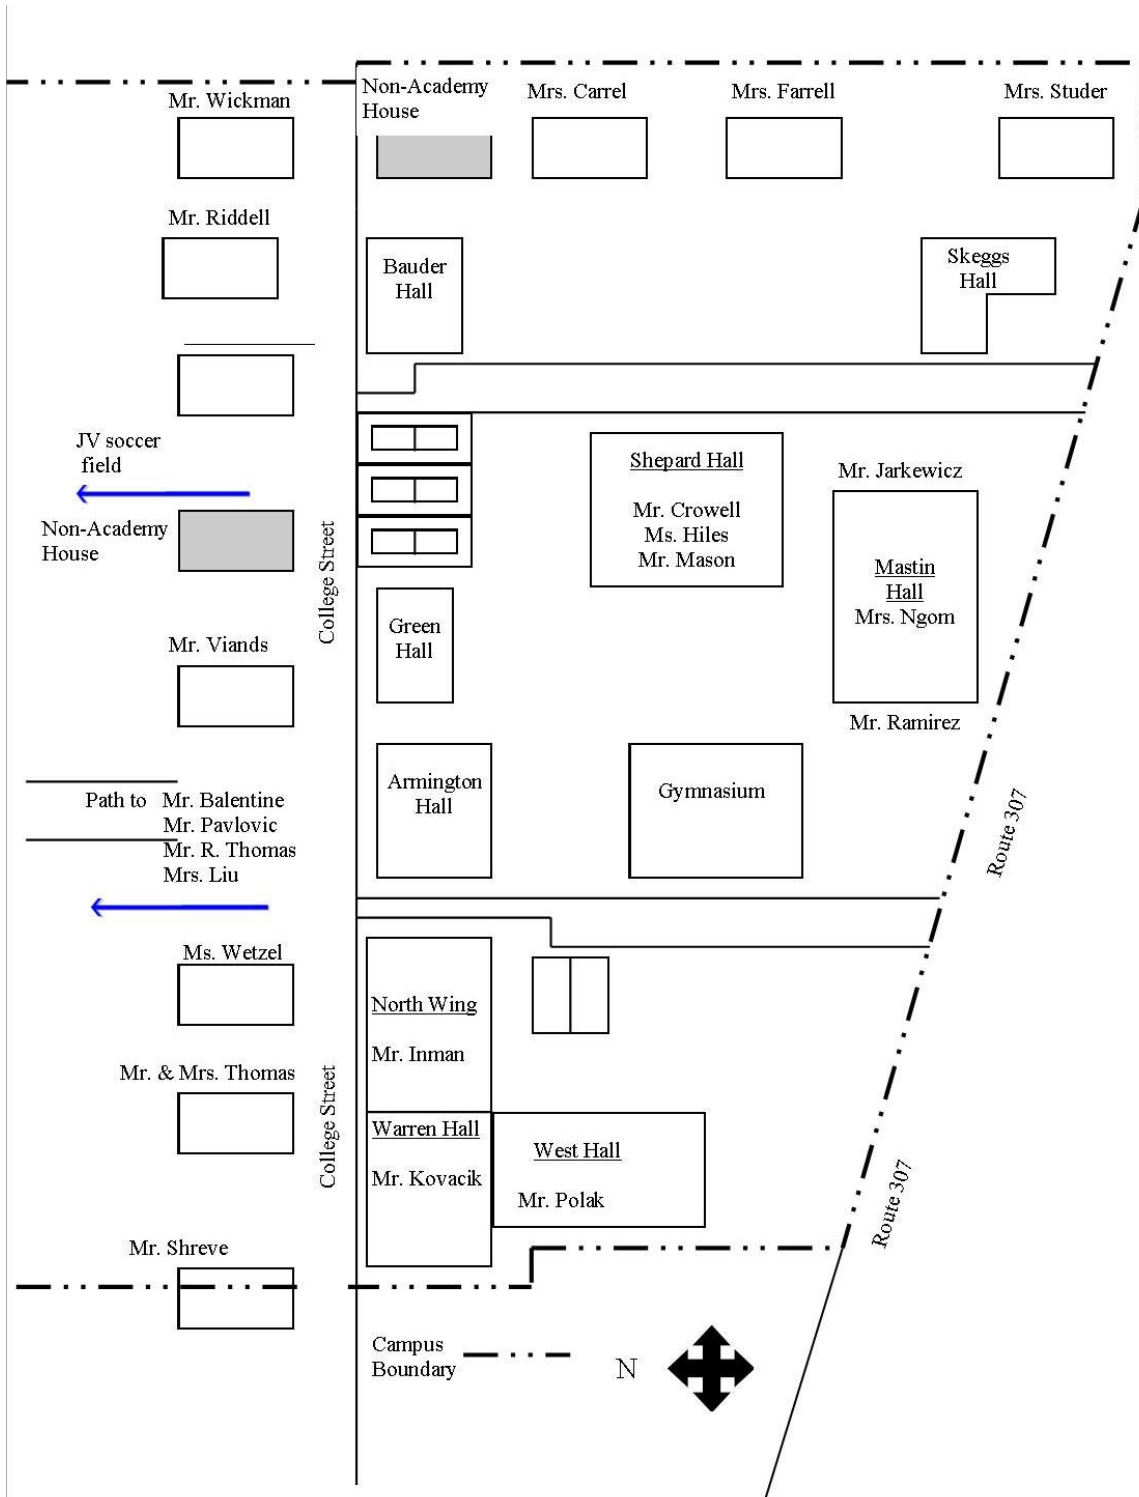 Non-Academy
House
Mrs. Carrel
Mrs. Farrell
Mrs. Studer
Mr. Wickman
Mr. Riddell
Bauder
Hall
Skeggs
Hall
JV soccer
field
Non-Academy
House
College Street
Shepard Hall
Mr. Crowell
Ms. Hiles
Mr. Mason
Mr. Jarkewicz
Mastin
Hall
Mrs. Ngom
Mr. Ramirez
Green
Hall
Mr. Viands
Armington
Hall
Gymnasium
Route 307
Path to Mr. Balentine
Mr. Pavlovic
Mr. R. Thomas
Mrs. Liu
Ms. Wetzel
North Wing
Mr. Inman
Mr. & Mrs. Thomas
College Street
Warren Hall
Mr. Kovacik
West Hall
Mr. Polak
Route 307
Mr. Shreve
Campus
Boundary
N